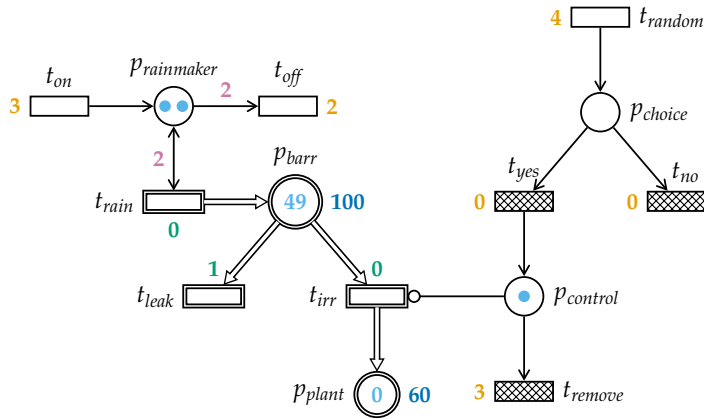 4 t_random
t_on p_rainmaker t_off
3 2 2
p_choice
2 p_barr t_yes t_no
t_rain 49 100 0 0
0
1 0
t_leak t_irr p_control
p_plant 0 60 3 t_remove